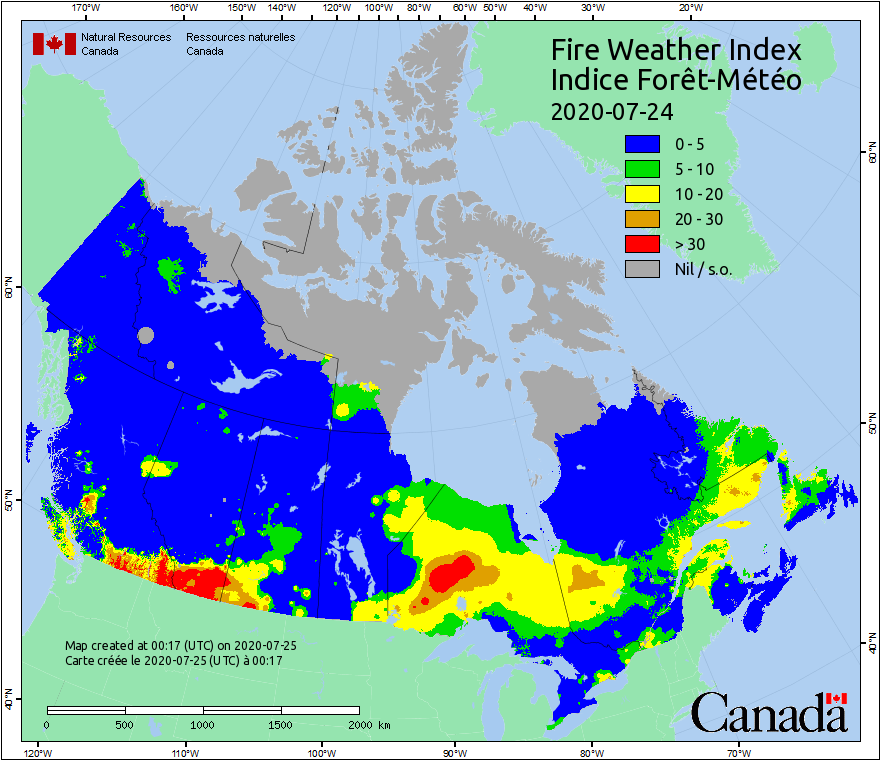 170°W 160°W 150°W 140°W 120°W 100°W 80°W 60°W 50°W 40°W 30°W 20°W
Natural Resources Ressources naturelles
Canada Canada
Fire Weather Index
Indice Forêt-Météo
2020-07-24
0 - 5
5 - 10
10 - 20
20 - 30
> 30
Nil / s.o.
60°N
60°N
50°N
50°N
40°N
40°N
Map created at 00:17 (UTC) on 2020-07-25
Carte créée le 2020-07-25 (UTC) à 00:17
0 500 1000 1500 2000 km
Canada
120°W 110°W 100°W 90°W 80°W 70°W